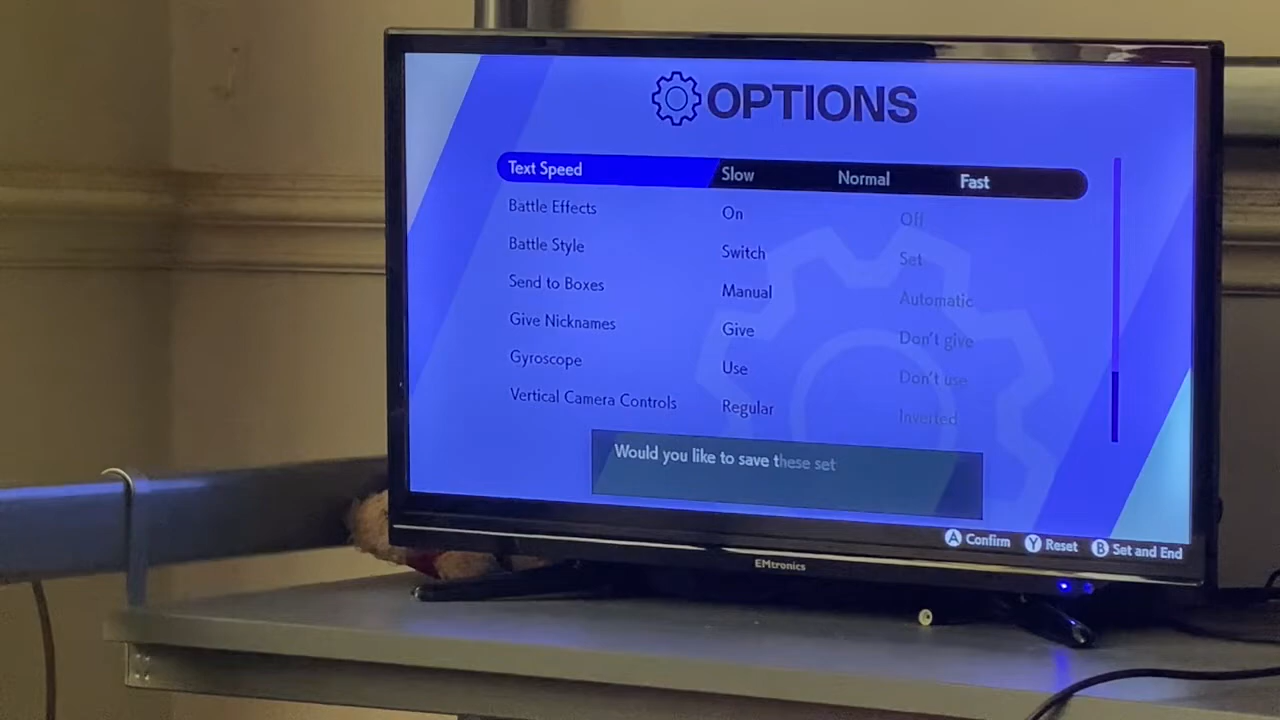 OPTIONS
Text Speed Slow Normal Fast
Battle Effects On Off
Battle Style Switch Set
Send to Boxes Manual Automatic
Give Nicknames Give Don't give
Gyroscope Use Don't use
Vertical Camera Controls Regular Inverted
Would you like to save these set
A Confirm Y Reset B Set and End
EMtronics